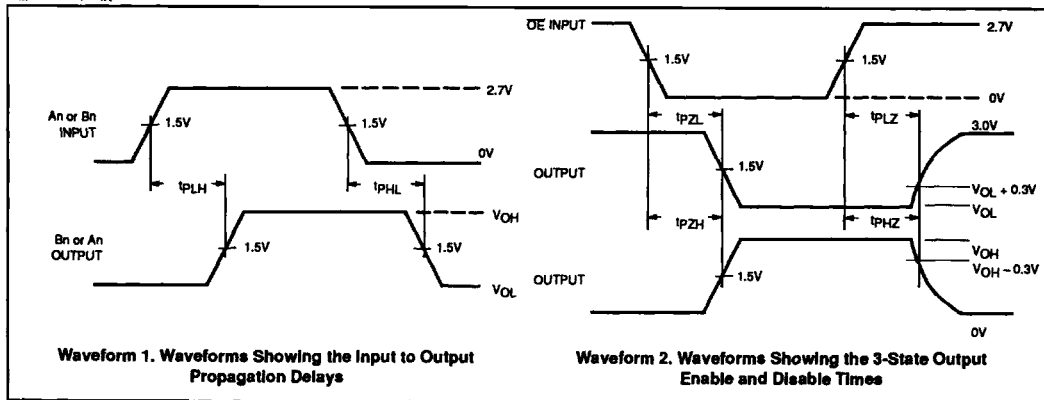 An or Bn
INPUT
1.5V
1.5V
2.7V
0V
tPLH
tPHL
Bn or An
OUTPUT
1.5V
1.5V
VOH
VOL
Waveform 1. Waveforms Showing the Input to Output
Propagation Delays
OE INPUT
1.5V
1.5V
2.7V
0V
tPZL
tPLZ
3.0V
OUTPUT
1.5V
VOL + 0.3V
VOL
tPZH
tPHZ
OUTPUT
1.5V
VOH
VOH – 0.3V
0V
Waveform 2. Waveforms Showing the 3-State Output
Enable and Disable Times